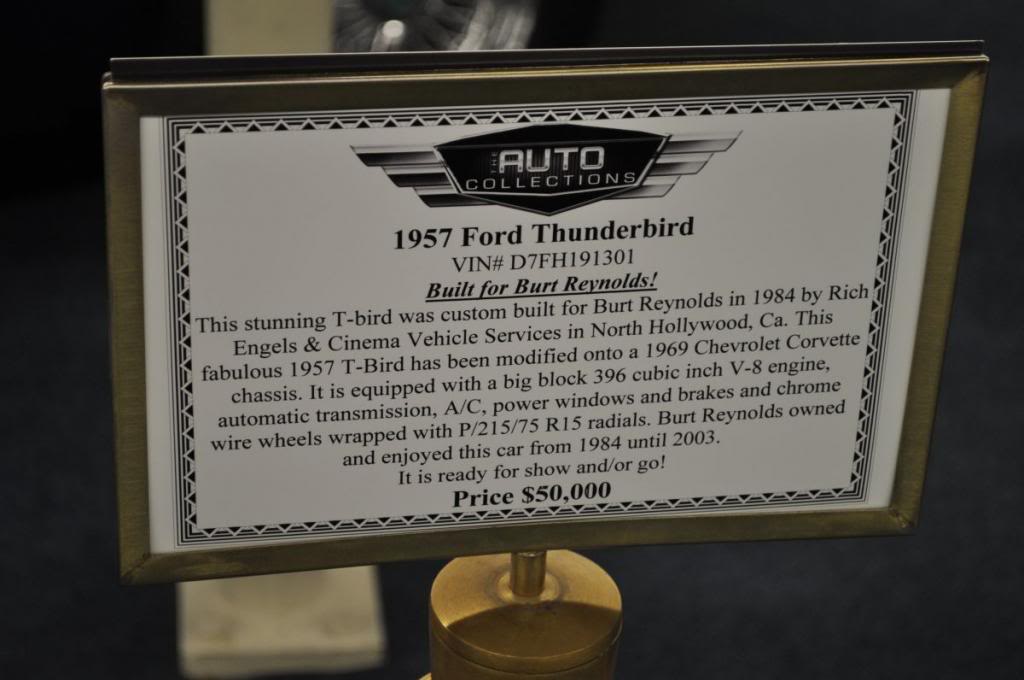 THE AUTO
COLLECTIONS
1957 Ford Thunderbird
VIN# D7FH191301
Built for Burt Reynolds!
This stunning T-bird was custom built for Burt Reynolds in 1984 by Rich
Engels & Cinema Vehicle Services in North Hollywood, Ca. This
fabulous 1957 T-Bird has been modified onto a 1969 Chevrolet Corvette
chassis. It is equipped with a big block 396 cubic inch V-8 engine,
automatic transmission, A/C, power windows and brakes and chrome
wire wheels wrapped with P/215/75 R15 radials. Burt Reynolds owned
and enjoyed this car from 1984 until 2003.
It is ready for show and/or go!
Price $50,000